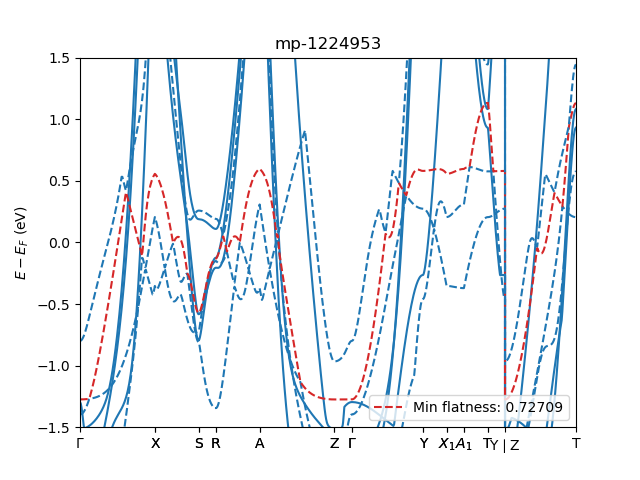 mp-1224953
E − E_F (eV)
1.5
1.0
0.5
0.0
−0.5
−1.0
−1.5
Min flatness: 0.72709
Γ X S R A Z Γ Y X₁ A₁ T Y | Z T